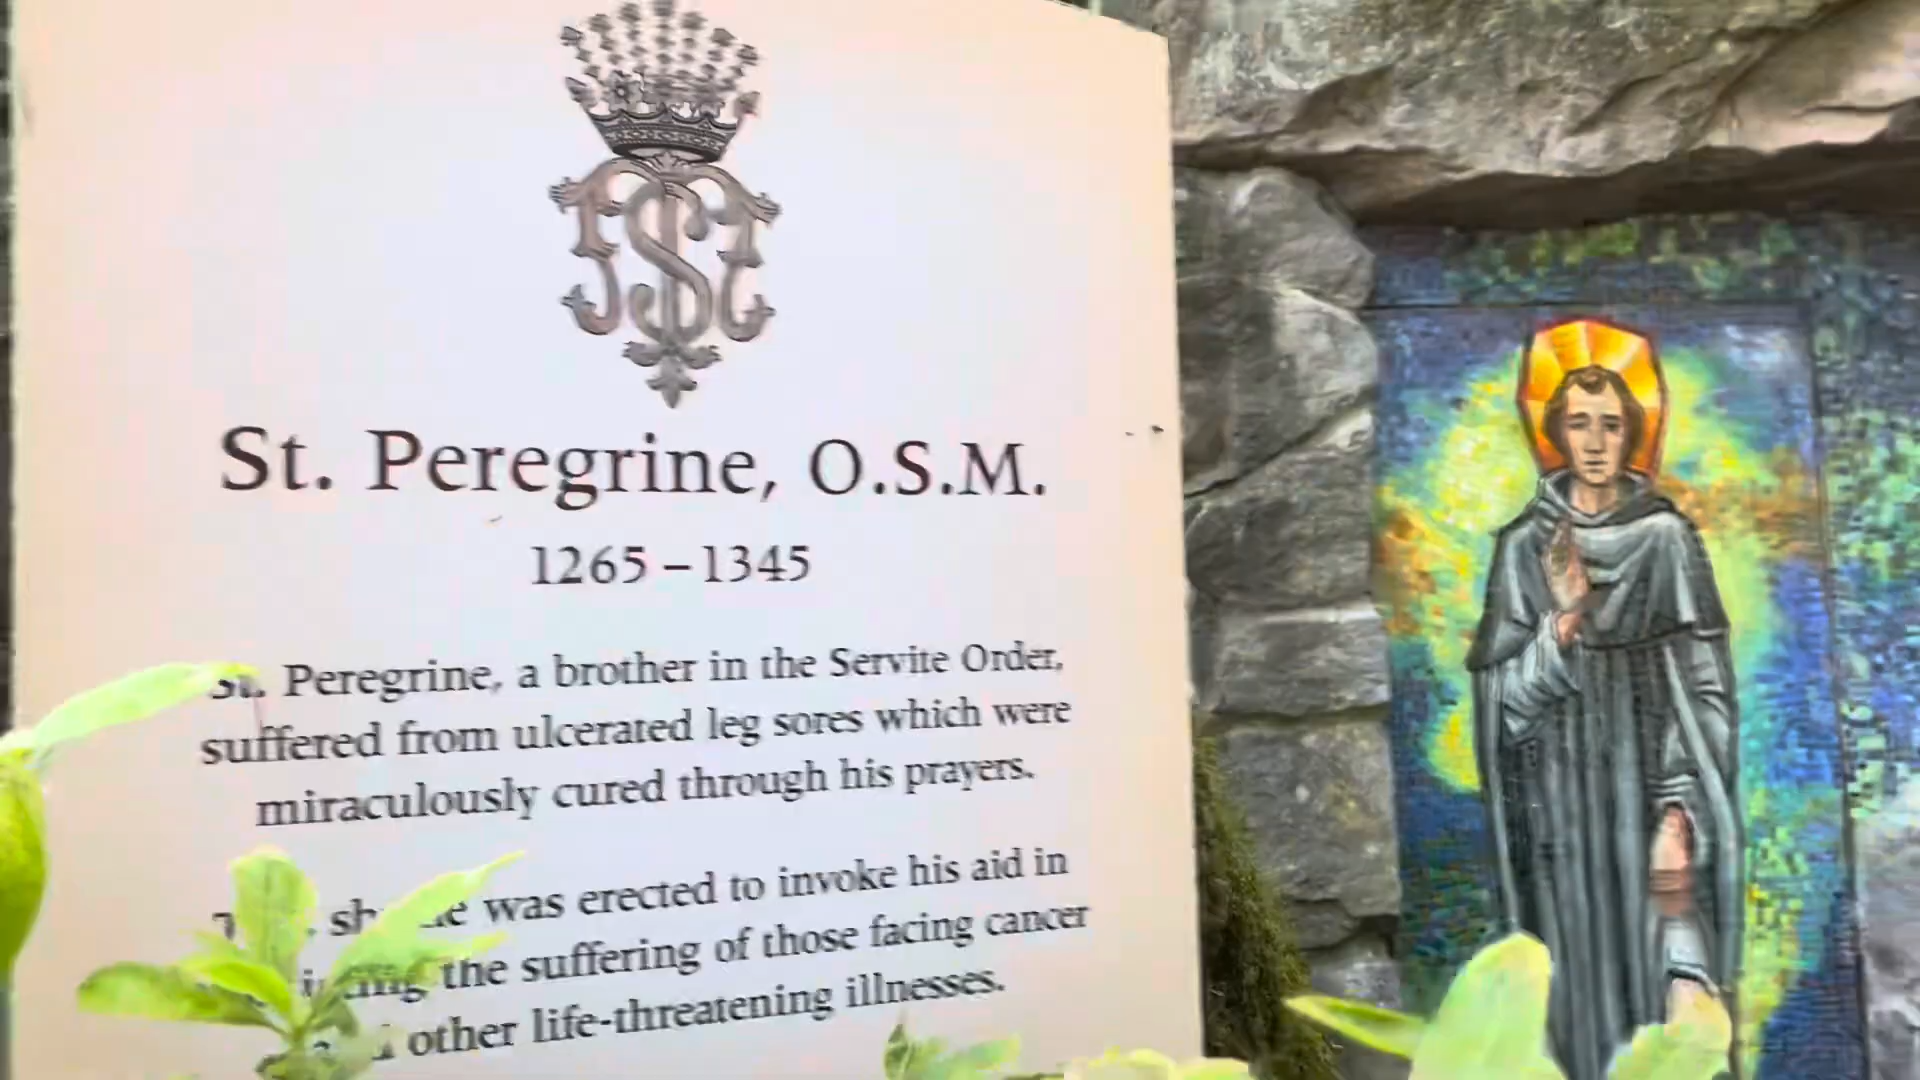 St. Peregrine, O.S.M.
1265–1345
St. Peregrine, a brother in the Servite Order,
suffered from ulcerated leg sores which were
miraculously cured through his prayers.
was erected to invoke his aid in
the suffering of those facing cancer
other life-threatening illnesses.